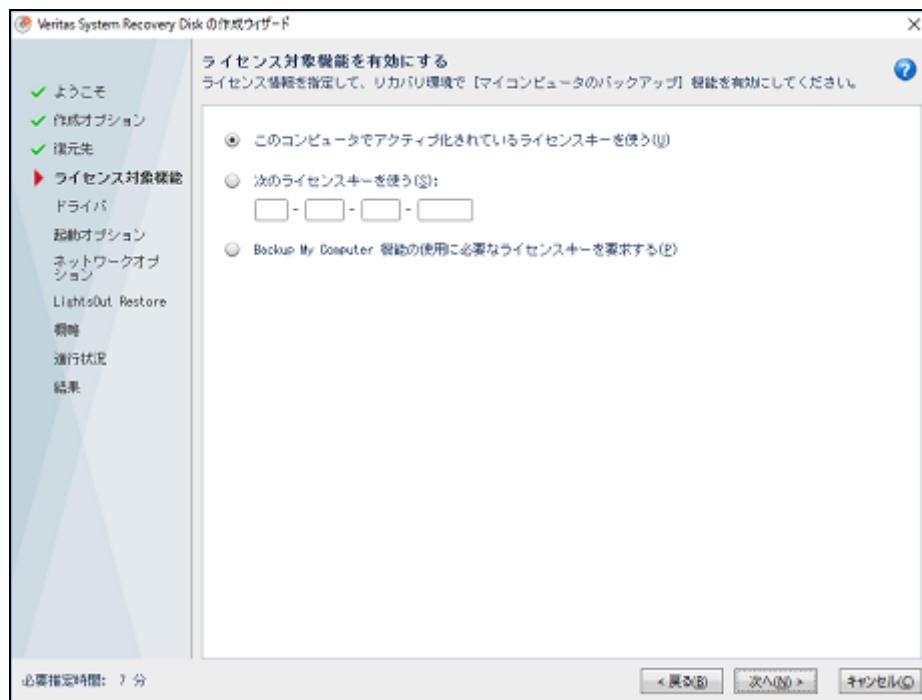 Veritas System Recovery Disk の作成ウィザード
ライセンス対象機能を有効にする
ライセンス情報を指定して、リカバリ環境で [マイコンピュータのバックアップ] 機能を有効にしてください。
ようこそ
作成オプション
復元先
ライセンス対象機能
ドライバ
起動オプション
ネットワークオプ
ション
LightsOut Restore
概略
進行状況
結果
このコンピュータでアクティブ化されているライセンスキーを使う(U)
次のライセンスキーを使う(S):
- - -
Backup My Computer 機能の使用に必要なライセンスキーを要求する(P)
必要推定時間: 7 分
< 戻る(B)
次へ(N) >
キャンセル(C)